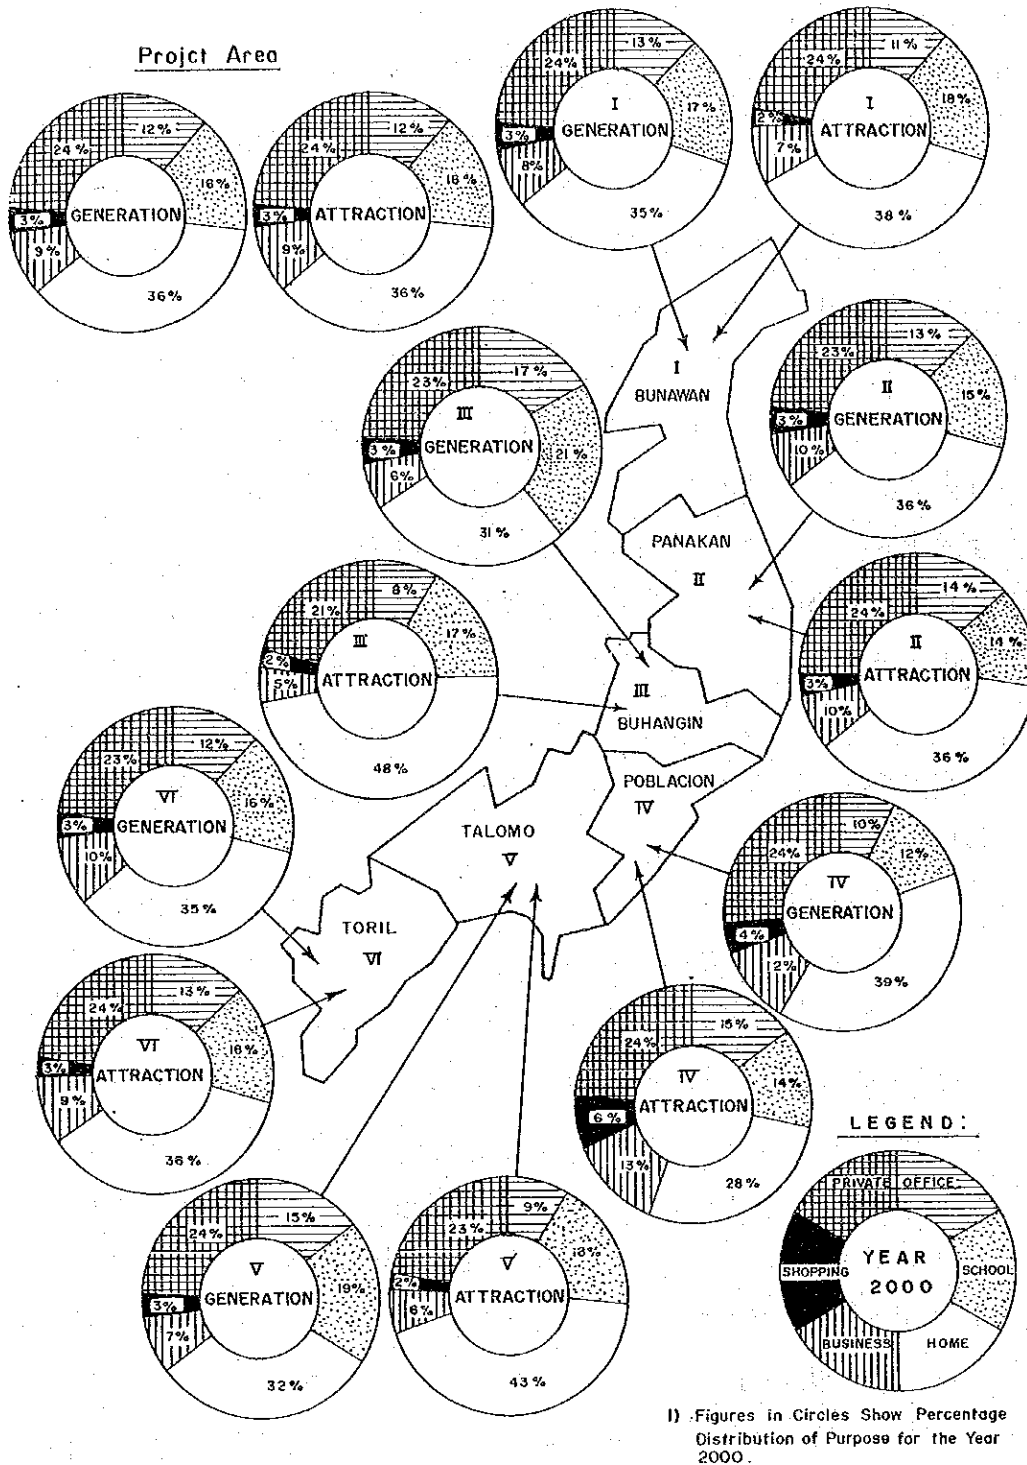 Projct Area
24%
12%
16%
36%
9%
3%
GENERATION
24%
12%
16%
36%
9%
3%
ATTRACTION
24%
13%
17%
35%
8%
3%
I
GENERATION
24%
11%
18%
38%
7%
2%
I
ATTRACTION
23%
17%
21%
31%
6%
3%
III
GENERATION
I
BUNAWAN
23%
13%
15%
36%
10%
3%
II
GENERATION
PANAKAN
II
21%
8%
17%
48%
5%
2%
III
ATTRACTION
24%
14%
14%
36%
10%
3%
II
ATTRACTION
III
BUHANGIN
POBLACION
IV
TALOMO
V
TORIL
VI
23%
12%
16%
35%
10%
3%
VI
GENERATION
24%
10%
12%
39%
2%
4%
IV
GENERATION
24%
13%
16%
36%
9%
3%
VI
ATTRACTION
24%
15%
14%
28%
13%
6%
IV
ATTRACTION
24%
15%
19%
32%
7%
3%
V
GENERATION
23%
9%
18%
43%
6%
2%
V
ATTRACTION
LEGEND:
PRIVATE OFFICE
SHOPPING
SCHOOL
BUSINESS
HOME
YEAR
2000
1) Figures in Circles Show Percentage
Distribution of Purpose for the Year
2000.